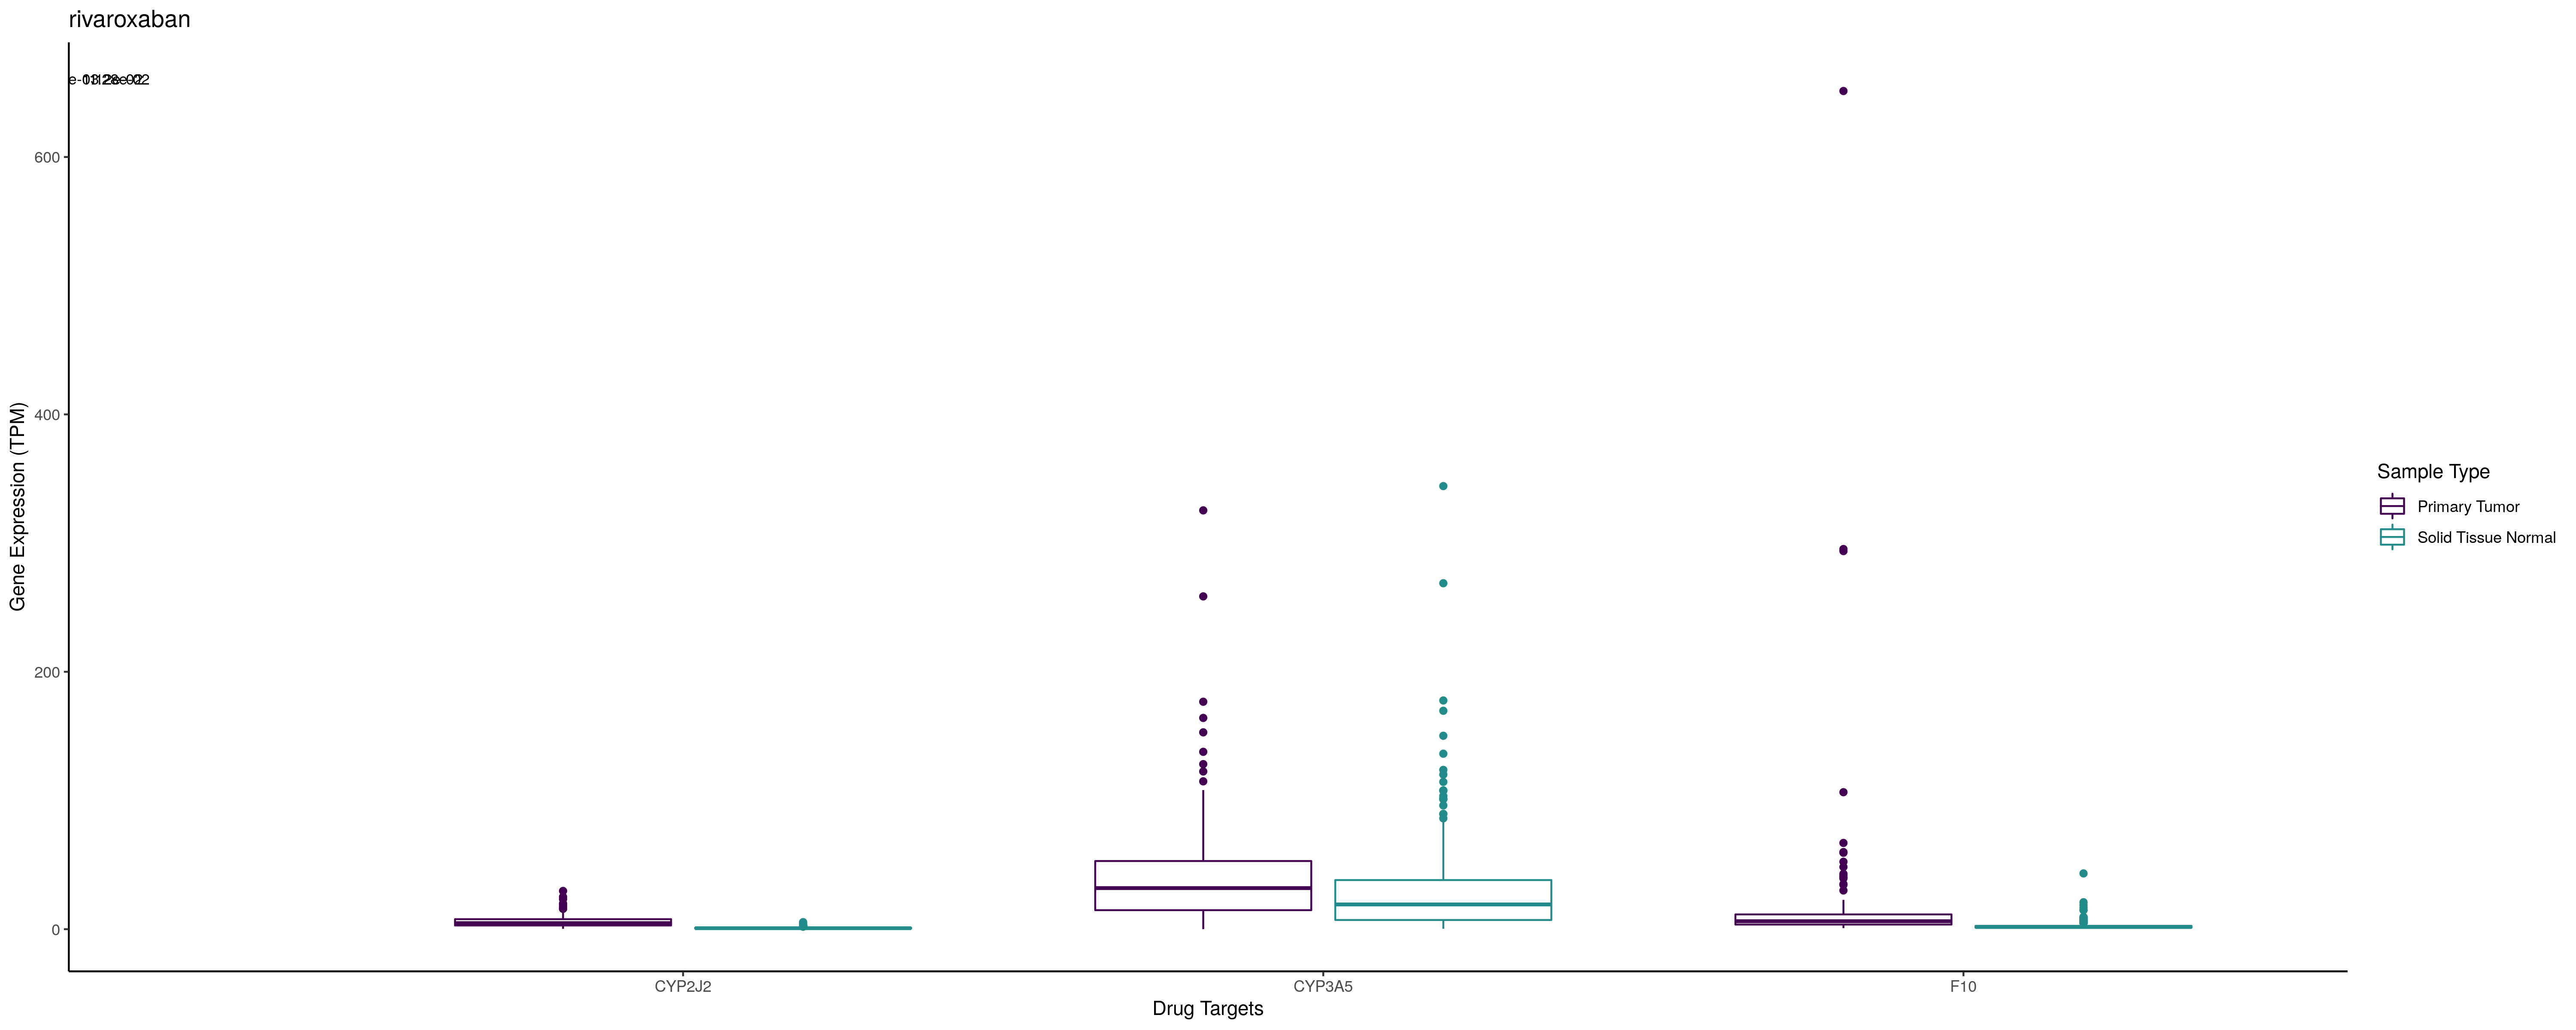 rivaroxaban
600
400
200
0
Gene Expression (TPM)
CYP2J2
CYP3A5
F10
Drug Targets
Sample Type
Primary Tumor
Solid Tissue Normal